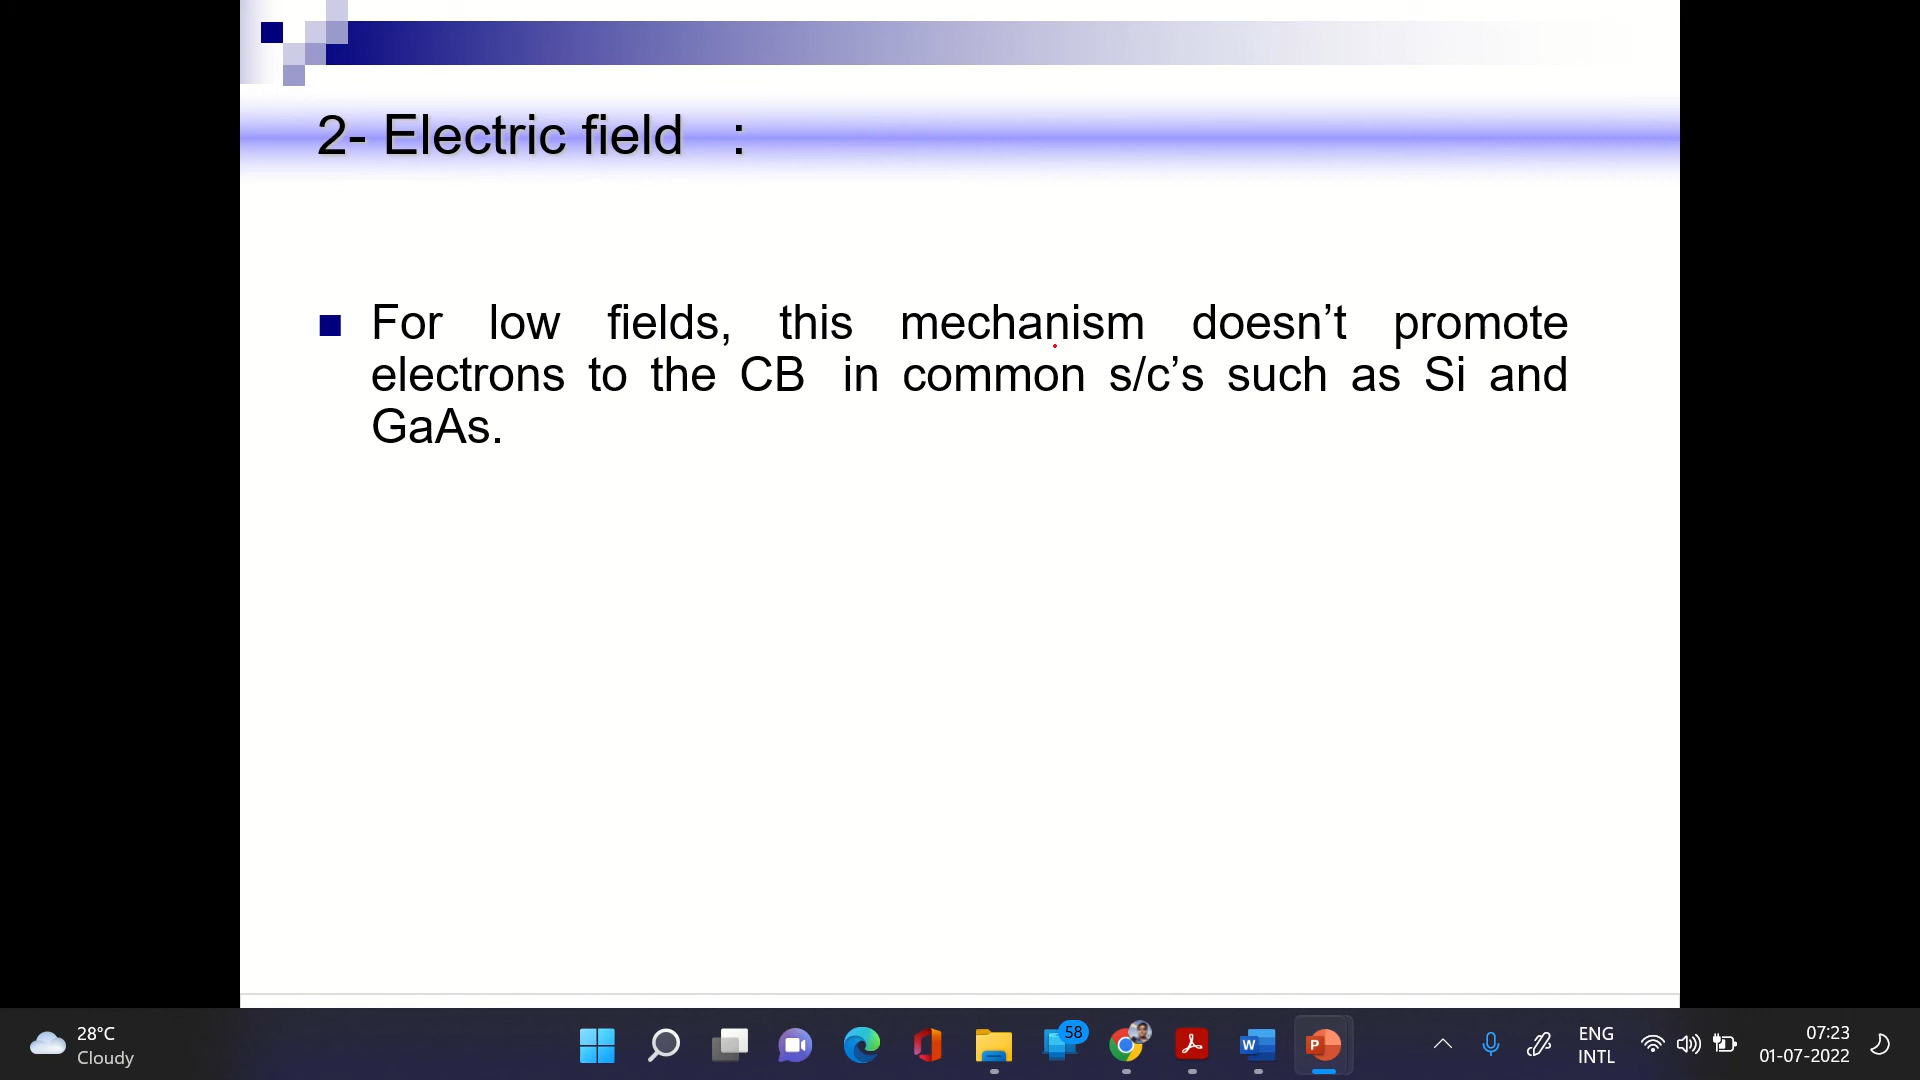 2- Electric field :
For low fields, this mechanism doesn’t promote
electrons to the CB in common s/c’s such as Si and
GaAs.
28°C
Cloudy
58
W
P
ENG
INTL
07:23
01-07-2022